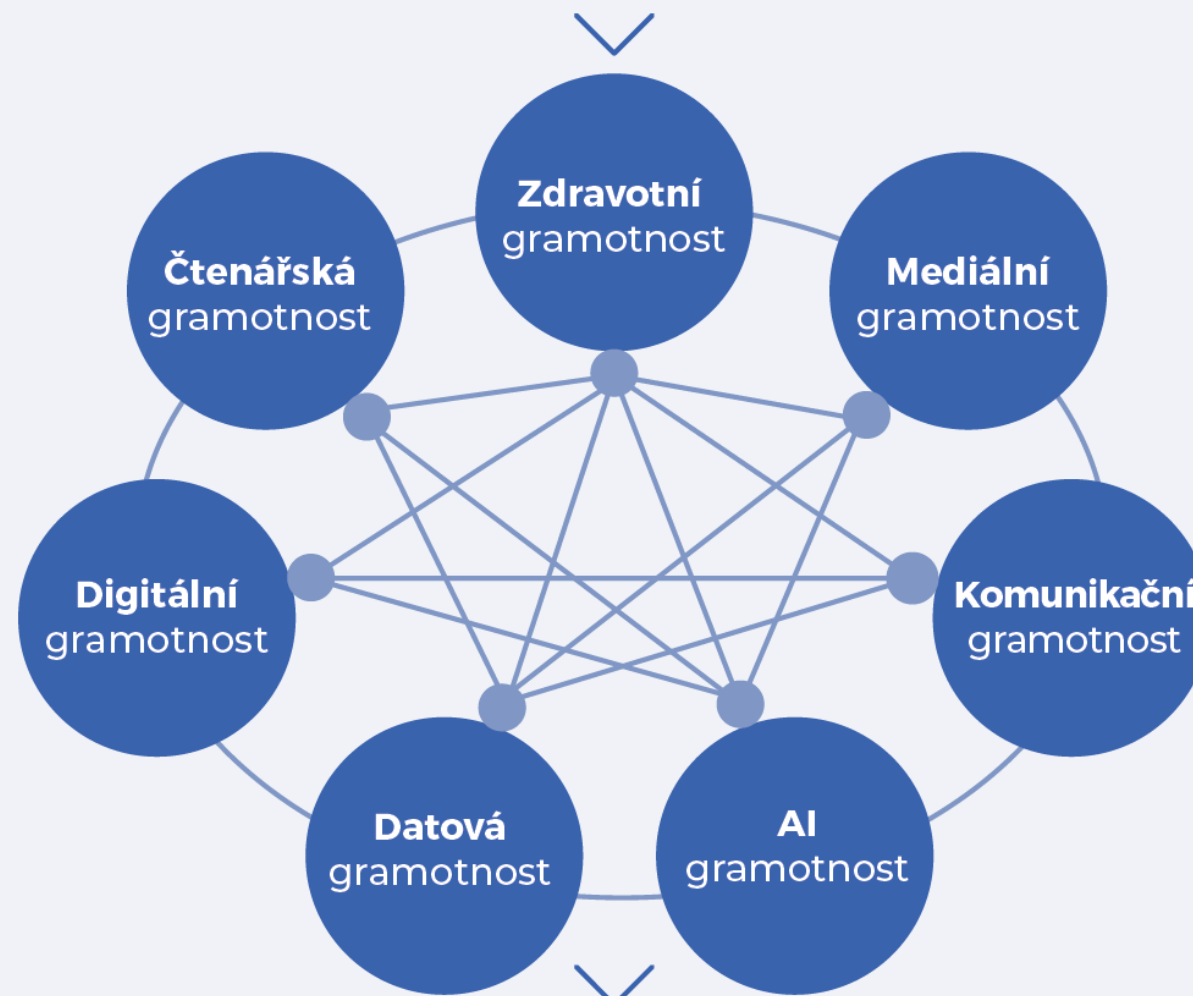 Zdravotní
gramotnost
Čtenářská
gramotnost
Mediální
gramotnost
Digitální
gramotnost
Komunikační
gramotnost
Datová
gramotnost
AI
gramotnost